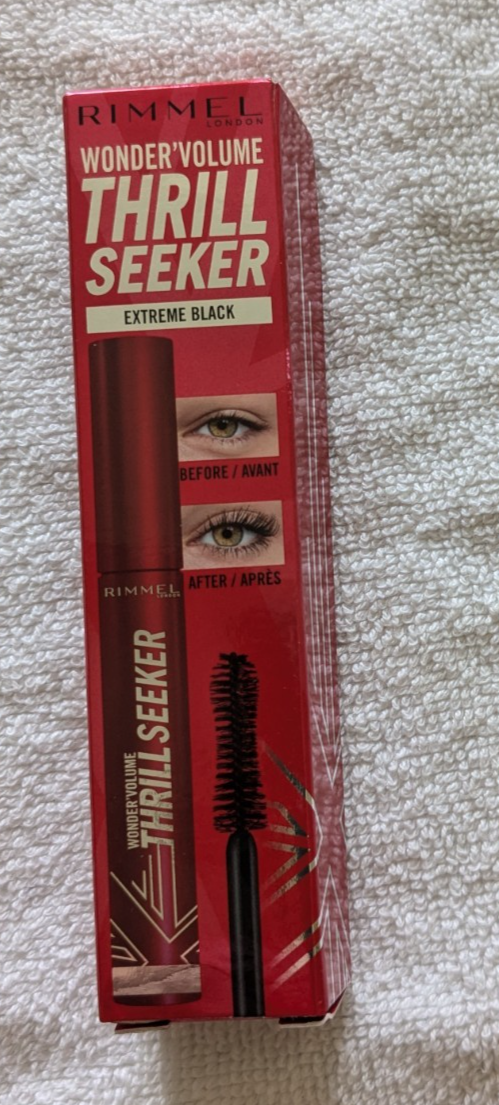 RIMMEL
LONDON
WONDER'VOLUME
THRILL
SEEKER
EXTREME BLACK
BEFORE / AVANT
AFTER / APRÈS
RIMMEL
LONDON
WONDER'VOLUME
THRILL SEEKER